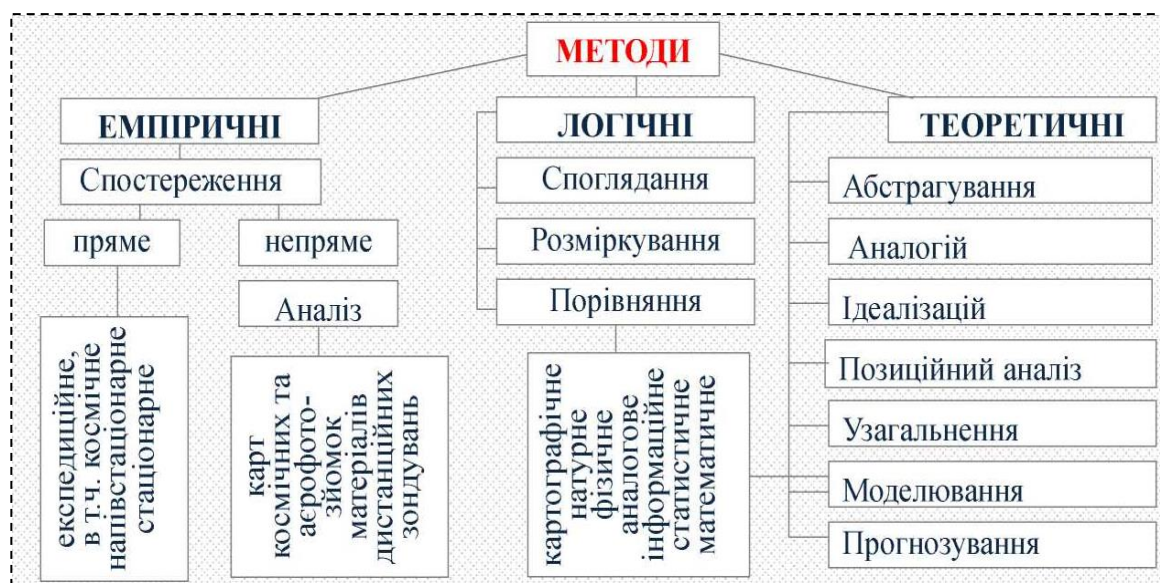 МЕТОДИ
ЕМПІРИЧНІ
Спостереження
пряме
непряме
Аналіз
експедиційне,
в т.ч. космічне
напівстаціонарне
стаціонарне
карт
космічних та
аєрофото-
зйомок
матеріалів
дистанційних
зондувань
ЛОГІЧНІ
Споглядання
Розміркування
Порівняння
картографічне
натурне
фізичне
аналогове
інформаційне
статистичне
математичне
ТЕОРЕТИЧНІ
Абстрагування
Аналогій
Ідеалізацій
Позиційний аналіз
Узагальнення
Моделювання
Прогнозування